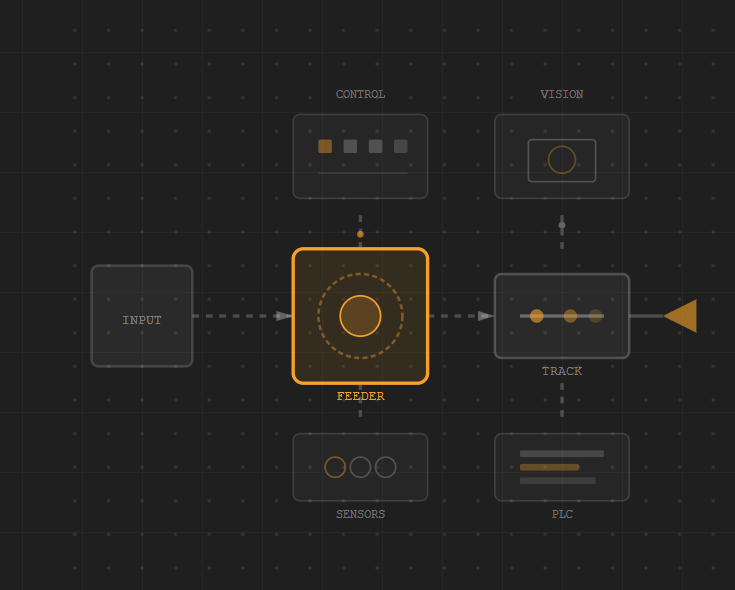 CONTROL
VISION
INPUT
TRACK
FEEDER
SENSORS
PLC